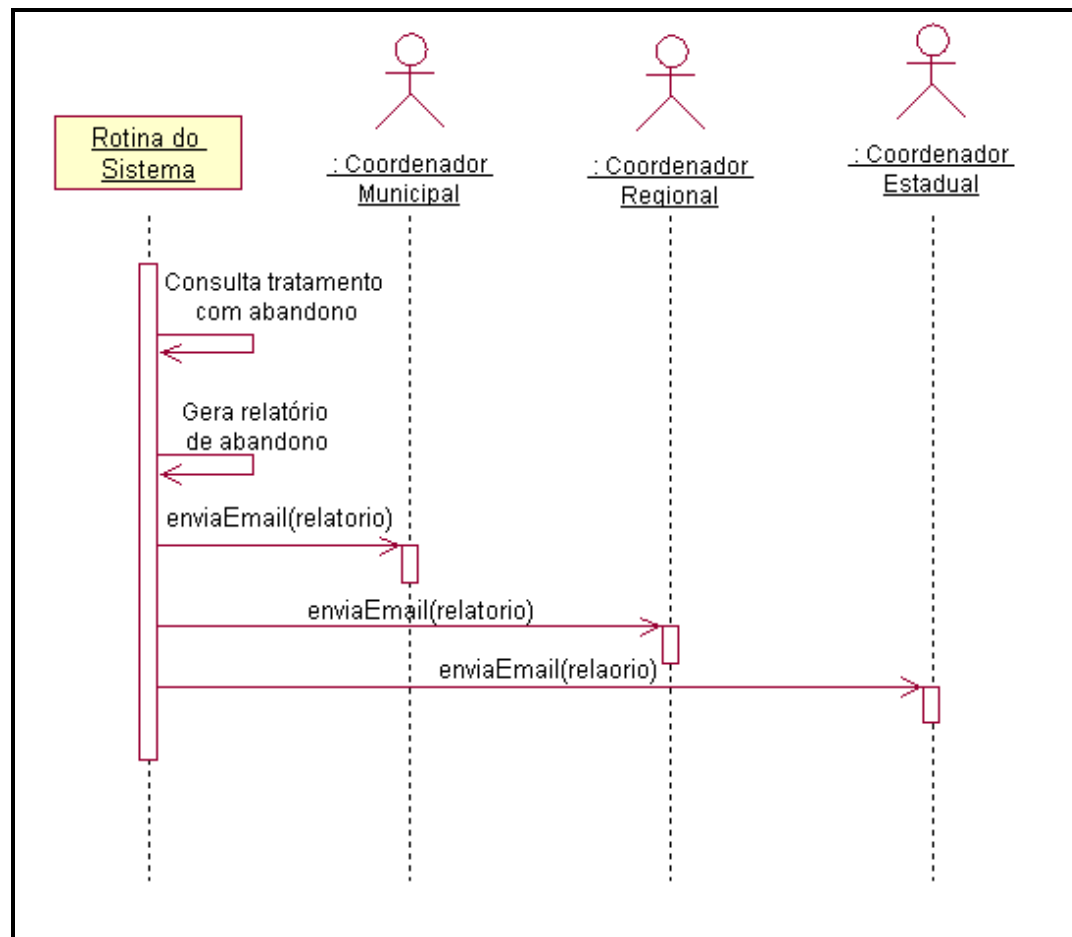 Rotina do
Sistema
: Coordenador
Municipal
: Coordenador
Regional
: Coordenador
Estadual
Consulta tratamento
com abandono
Gera relatório
de abandono
enviaEmail(relatorio)
enviaEmail(relatorio)
enviaEmail(relaorio)